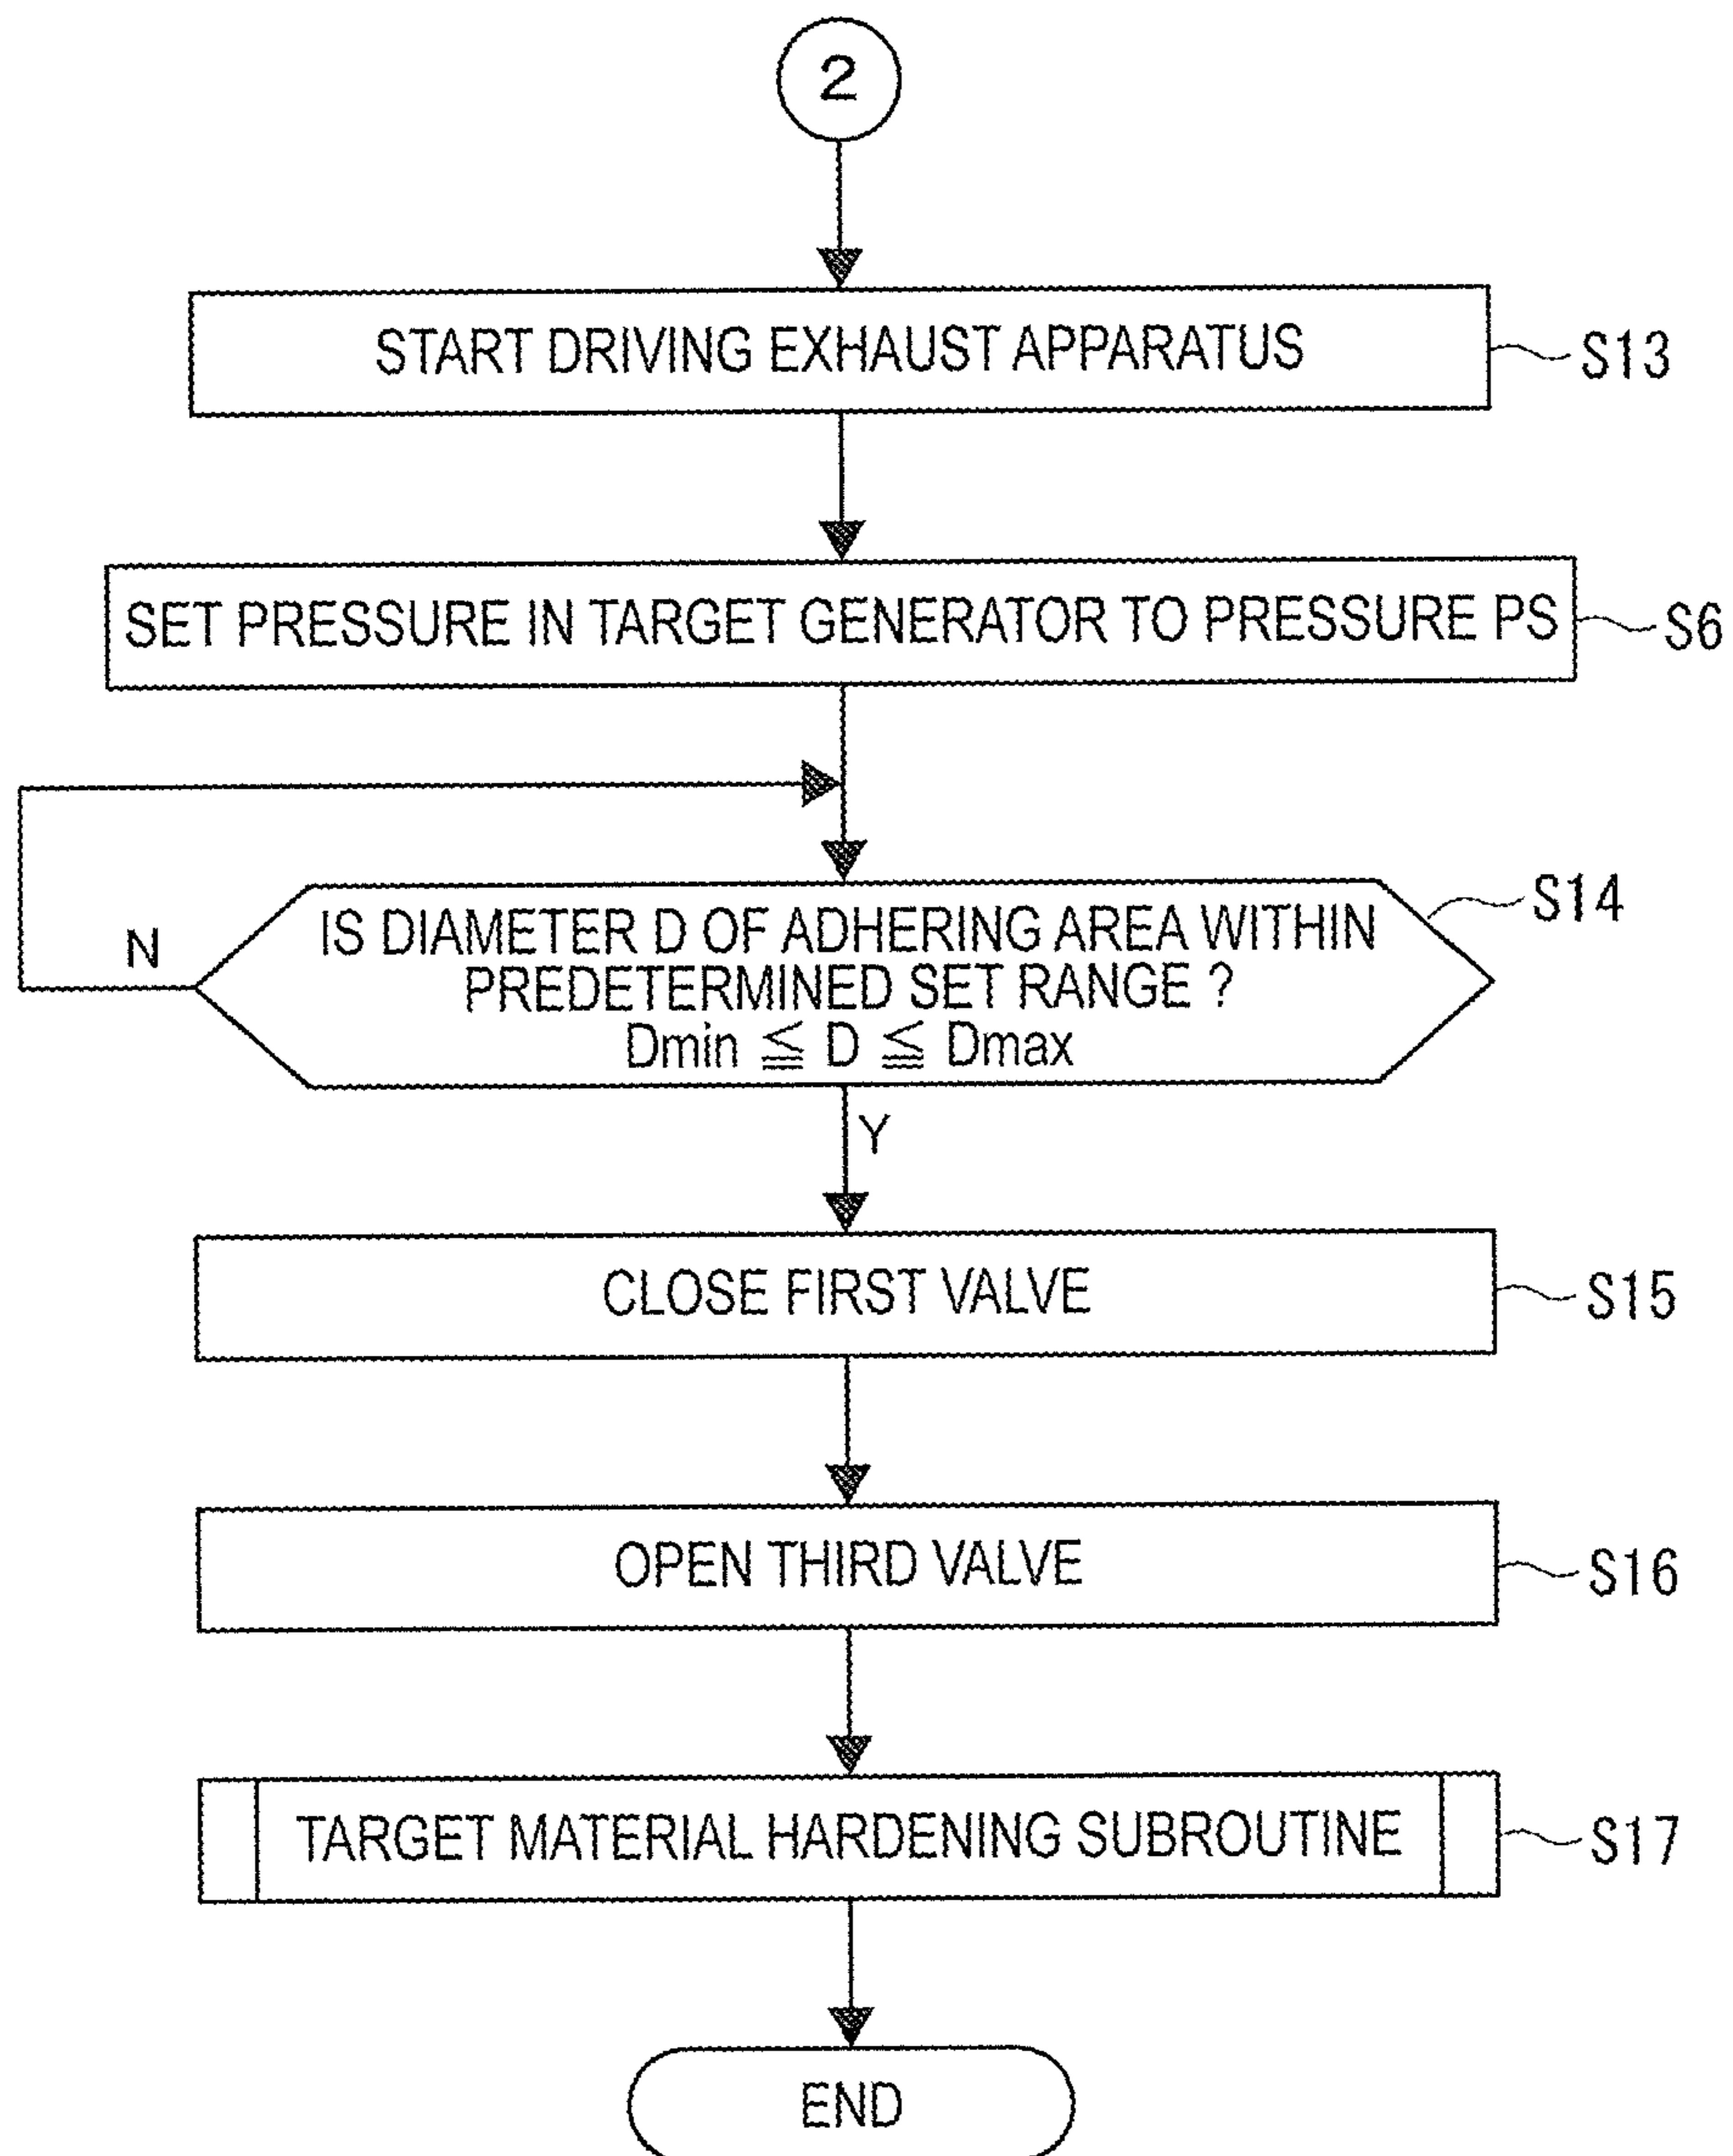 2
START DRIVING EXHAUST APPARATUS
S13
SET PRESSURE IN TARGET GENERATOR TO PRESSURE PS
S6
IS DIAMETER D OF ADHERING AREA WITHIN
PREDETERMINED SET RANGE ?
Dmin ≦ D ≦ Dmax
S14
N
Y
CLOSE FIRST VALVE
S15
OPEN THIRD VALVE
S16
TARGET MATERIAL HARDENING SUBROUTINE
S17
END